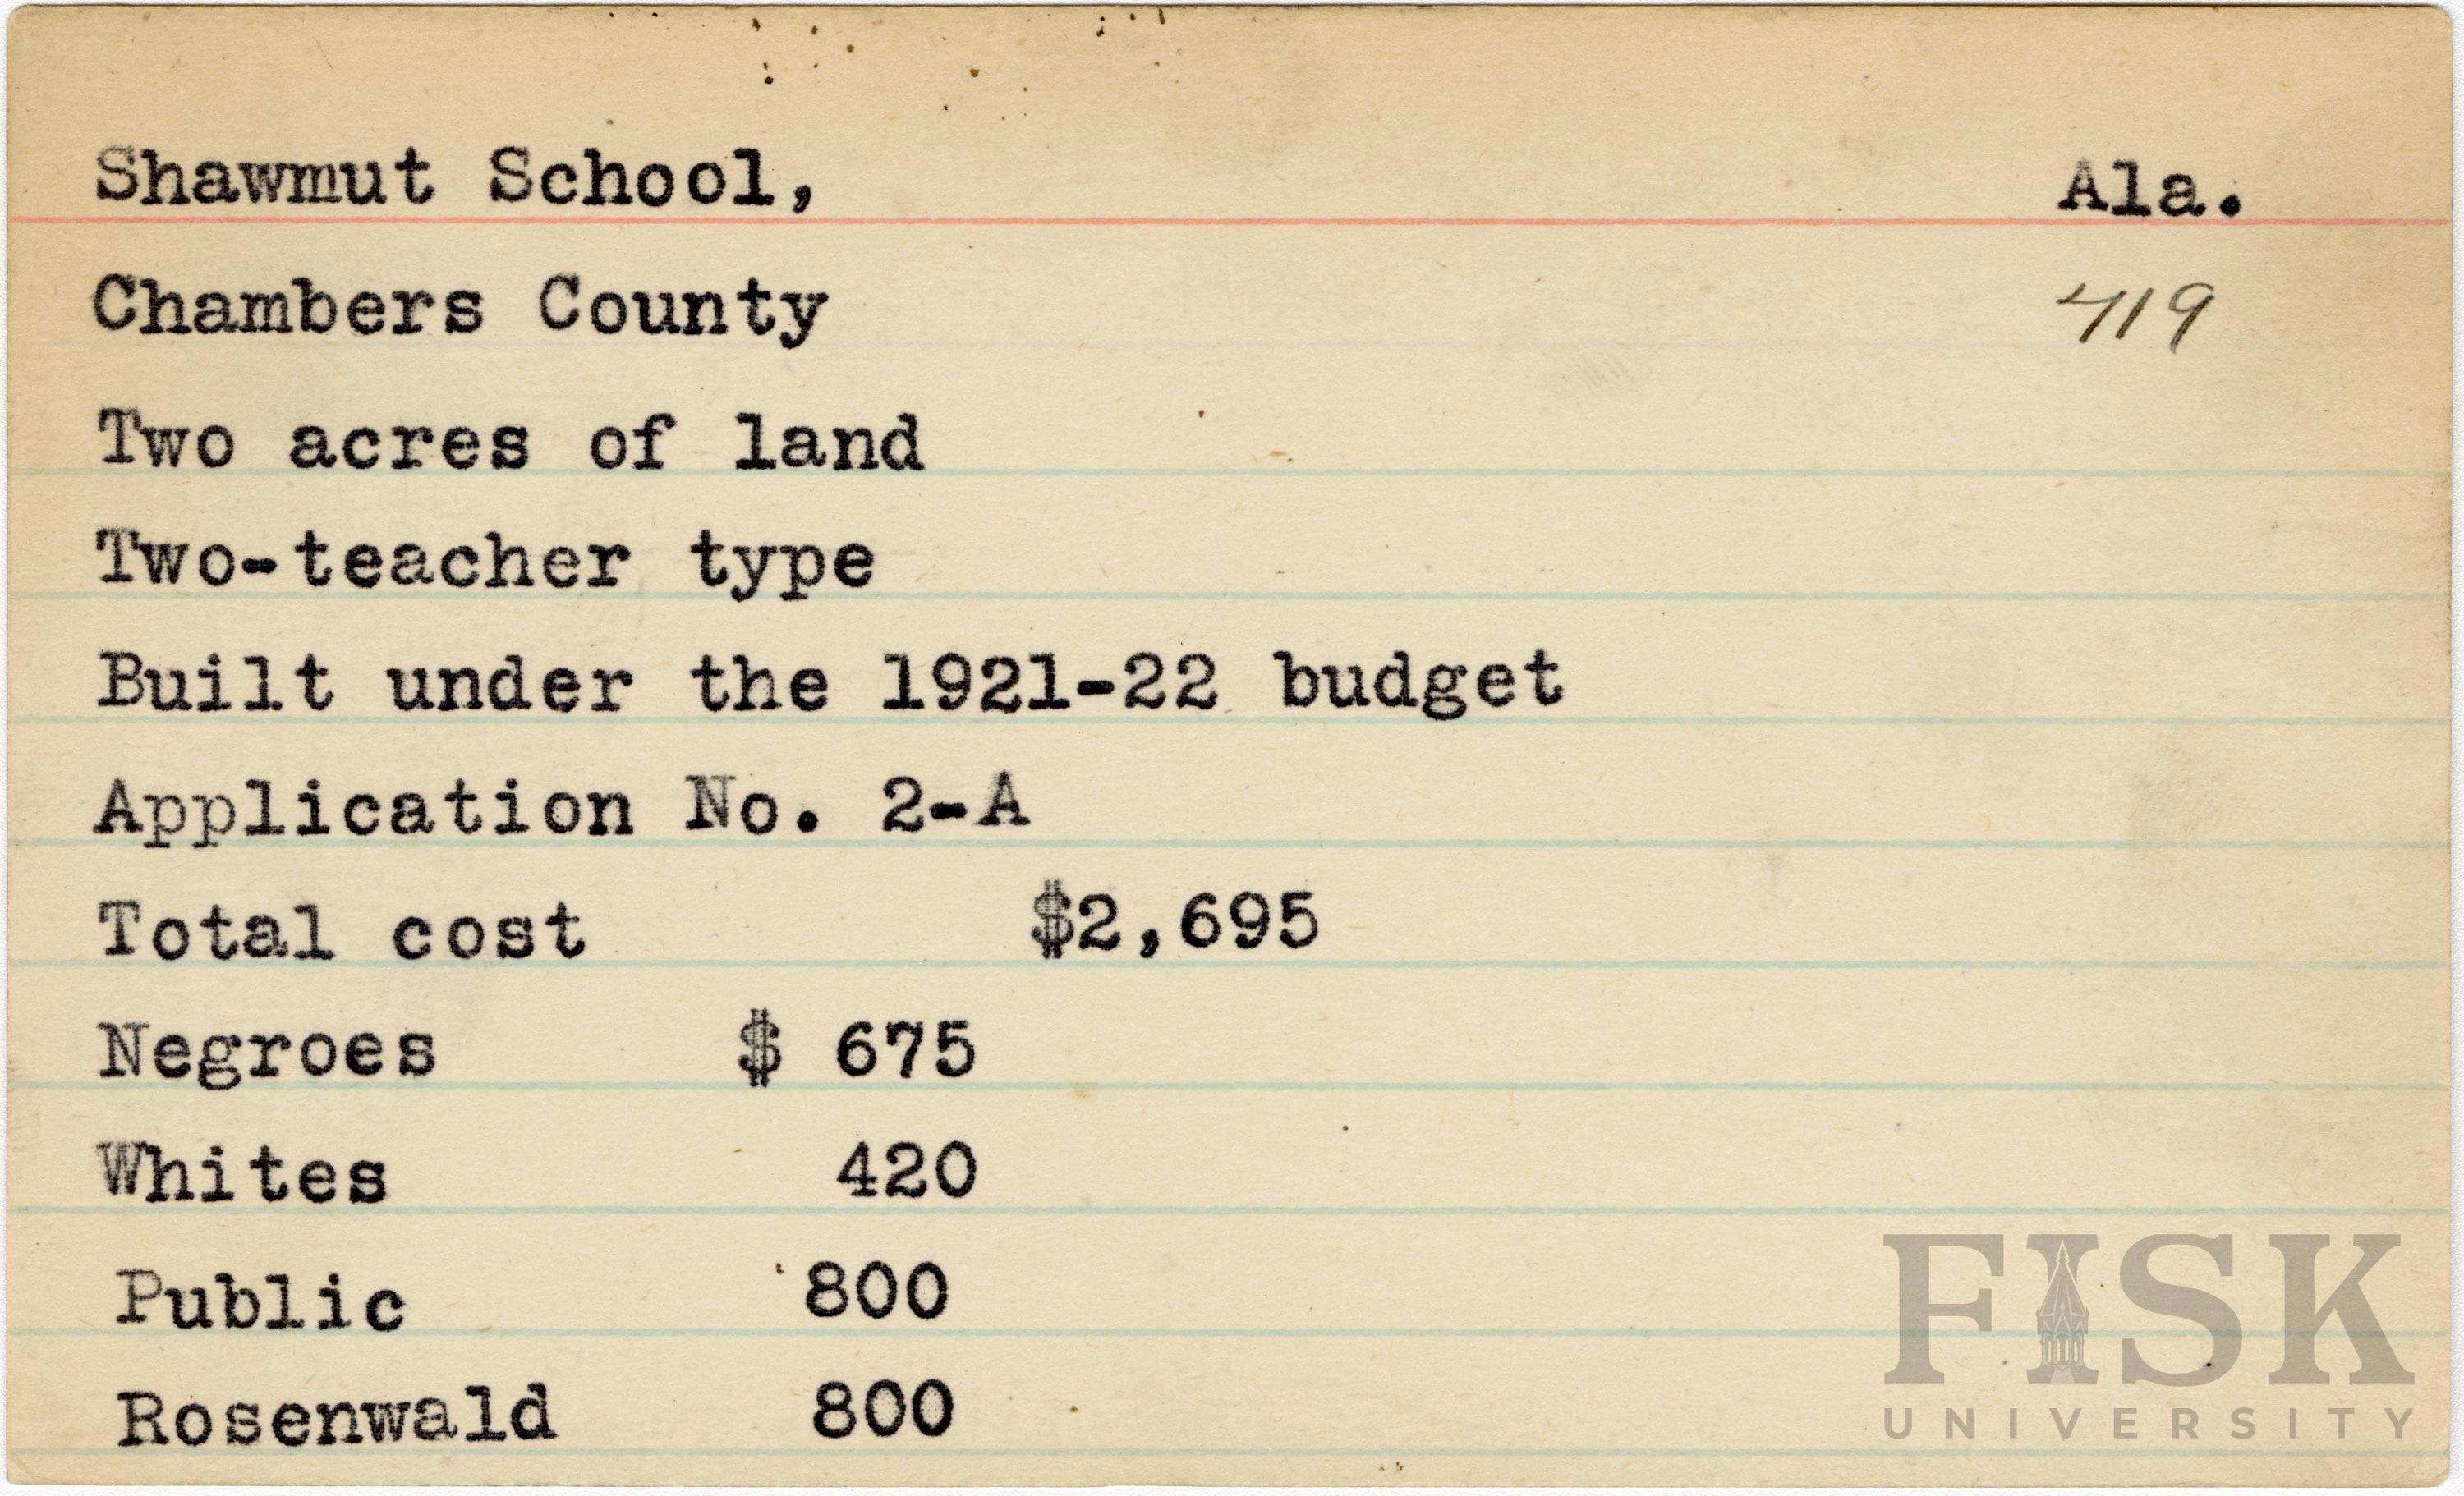 Shawmut School, Ala.
Chambers County 419
Two acres of land
Two-teacher type
Built under the 1921-22 budget
Application No. 2-A
Total cost $2,695
Negroes $ 675
Whites 420
Public 800
Rosenwald 800
FISK
UNIVERSITY